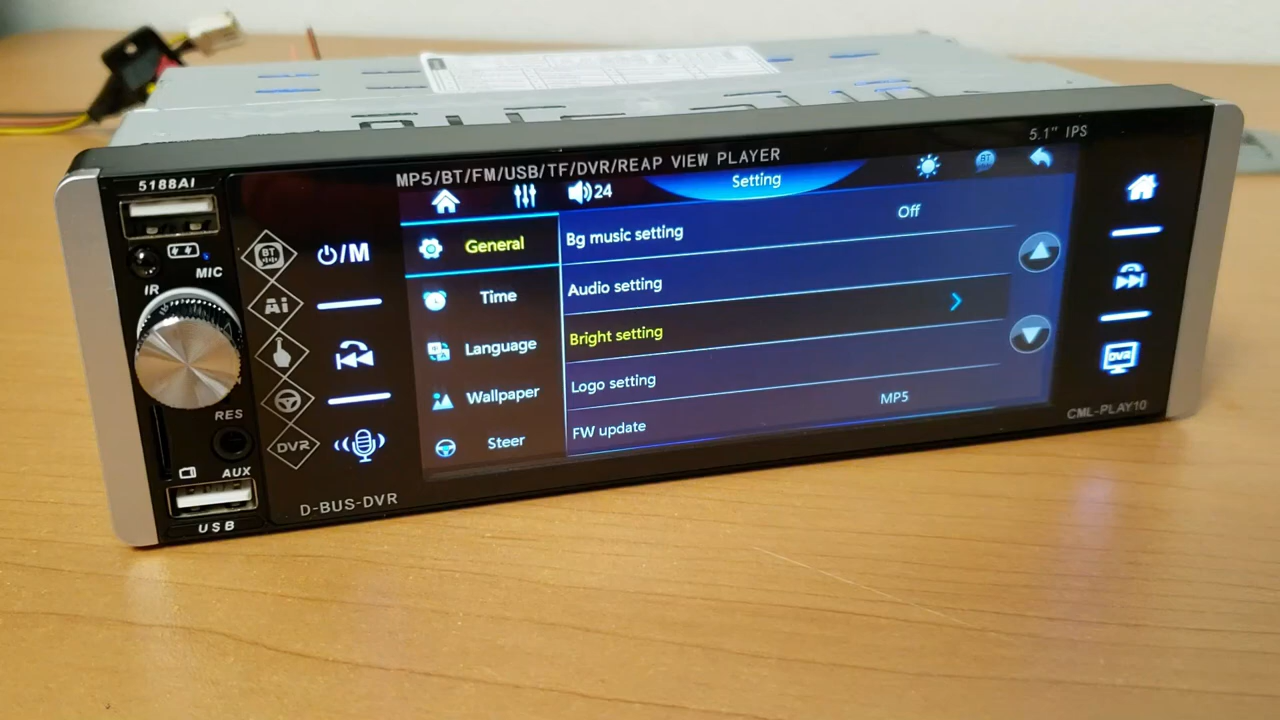 5188AI
MIC
IR
RES
AUX
USB
BT
Ai
DVR
D-BUS-DVR
⏻/M
MP5/BT/FM/USB/TF/DVR/REAP VIEW PLAYER
5.1" IPS
24
Setting
BT
General
Time
Language
Wallpaper
Steer
Bg music setting Off
Audio setting
Bright setting
Logo setting
FW update MP5
DVR
CML-PLAY10